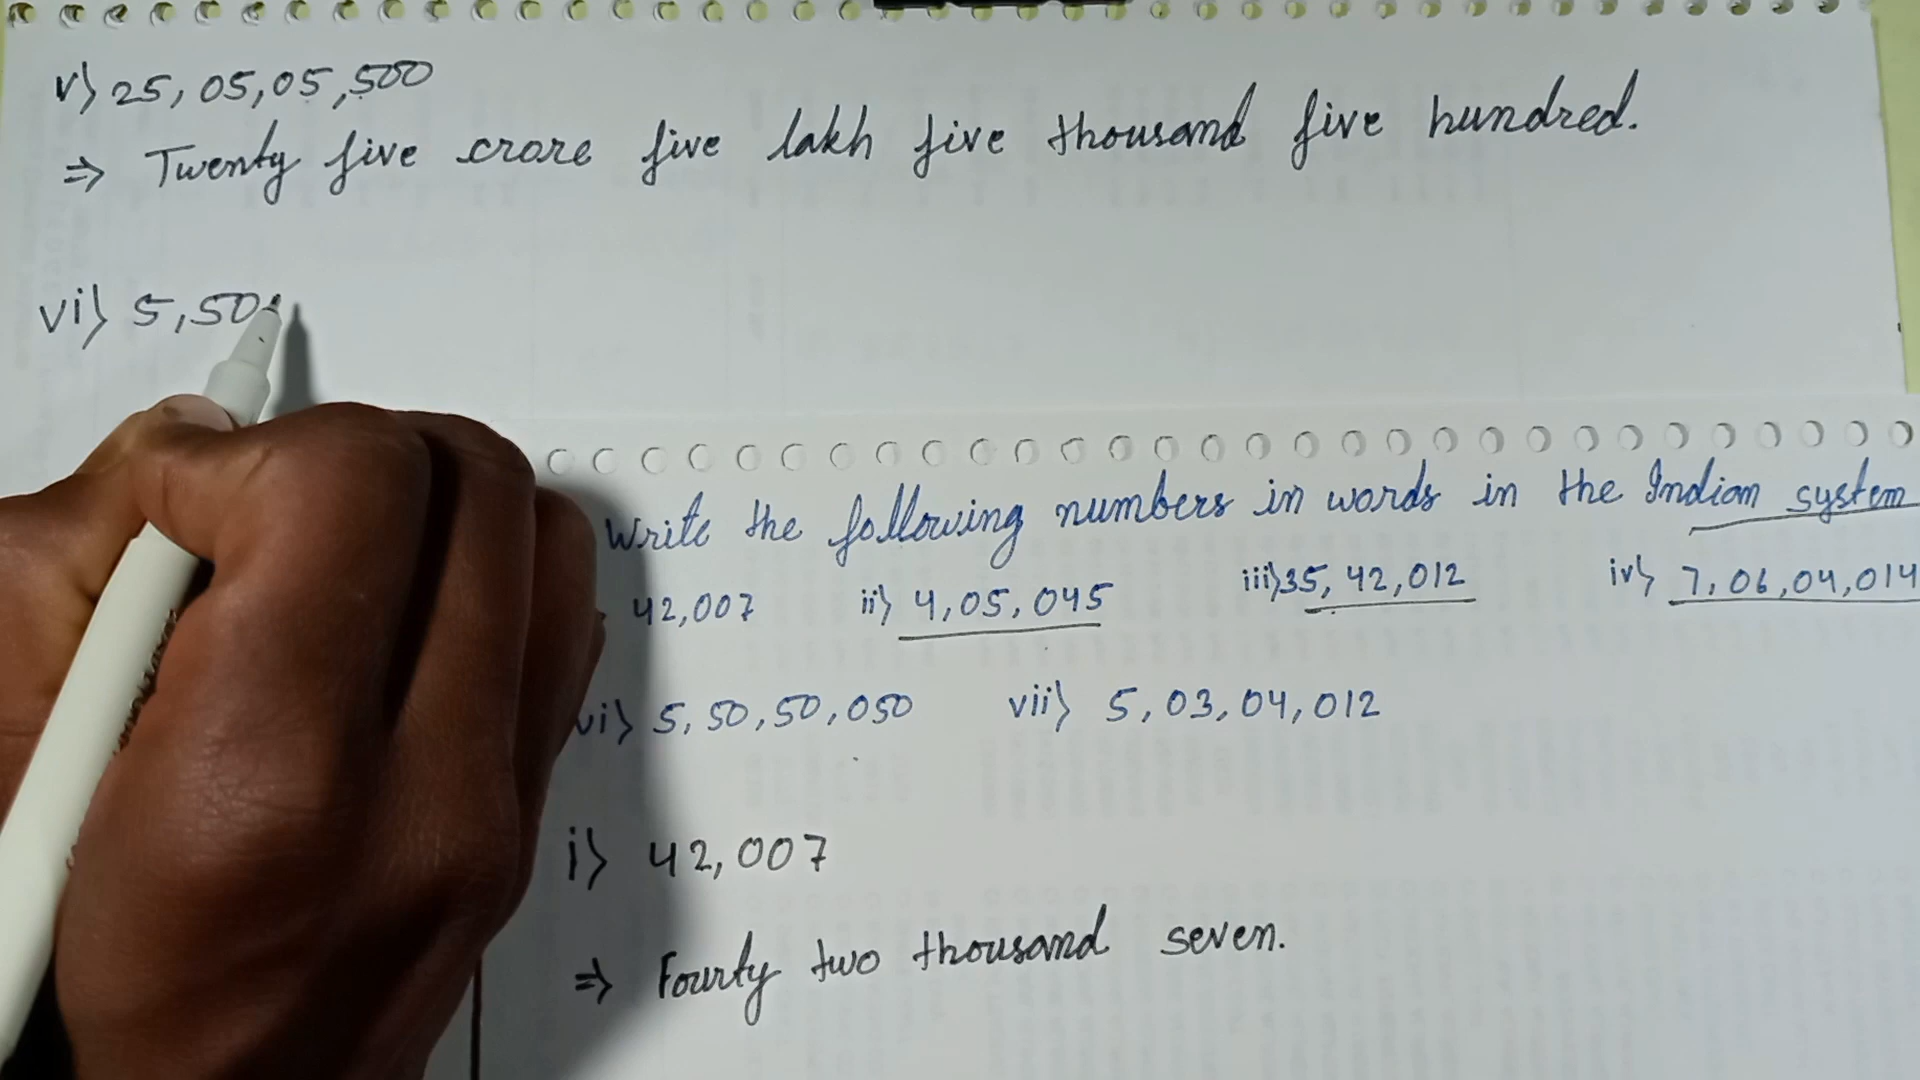 v) 25,05,05,500
⇒ Twenty five crore five lakh five thousand five hundred.
vi) 5,50,
Write the following numbers in words in the Indian system
42,007 ii) 4,05,045 iii) 35,42,012 iv) 7,06,04,014
vi) 5,50,50,050 vii) 5,03,04,012
i) 42,007
⇒ Fourty two thousand seven.